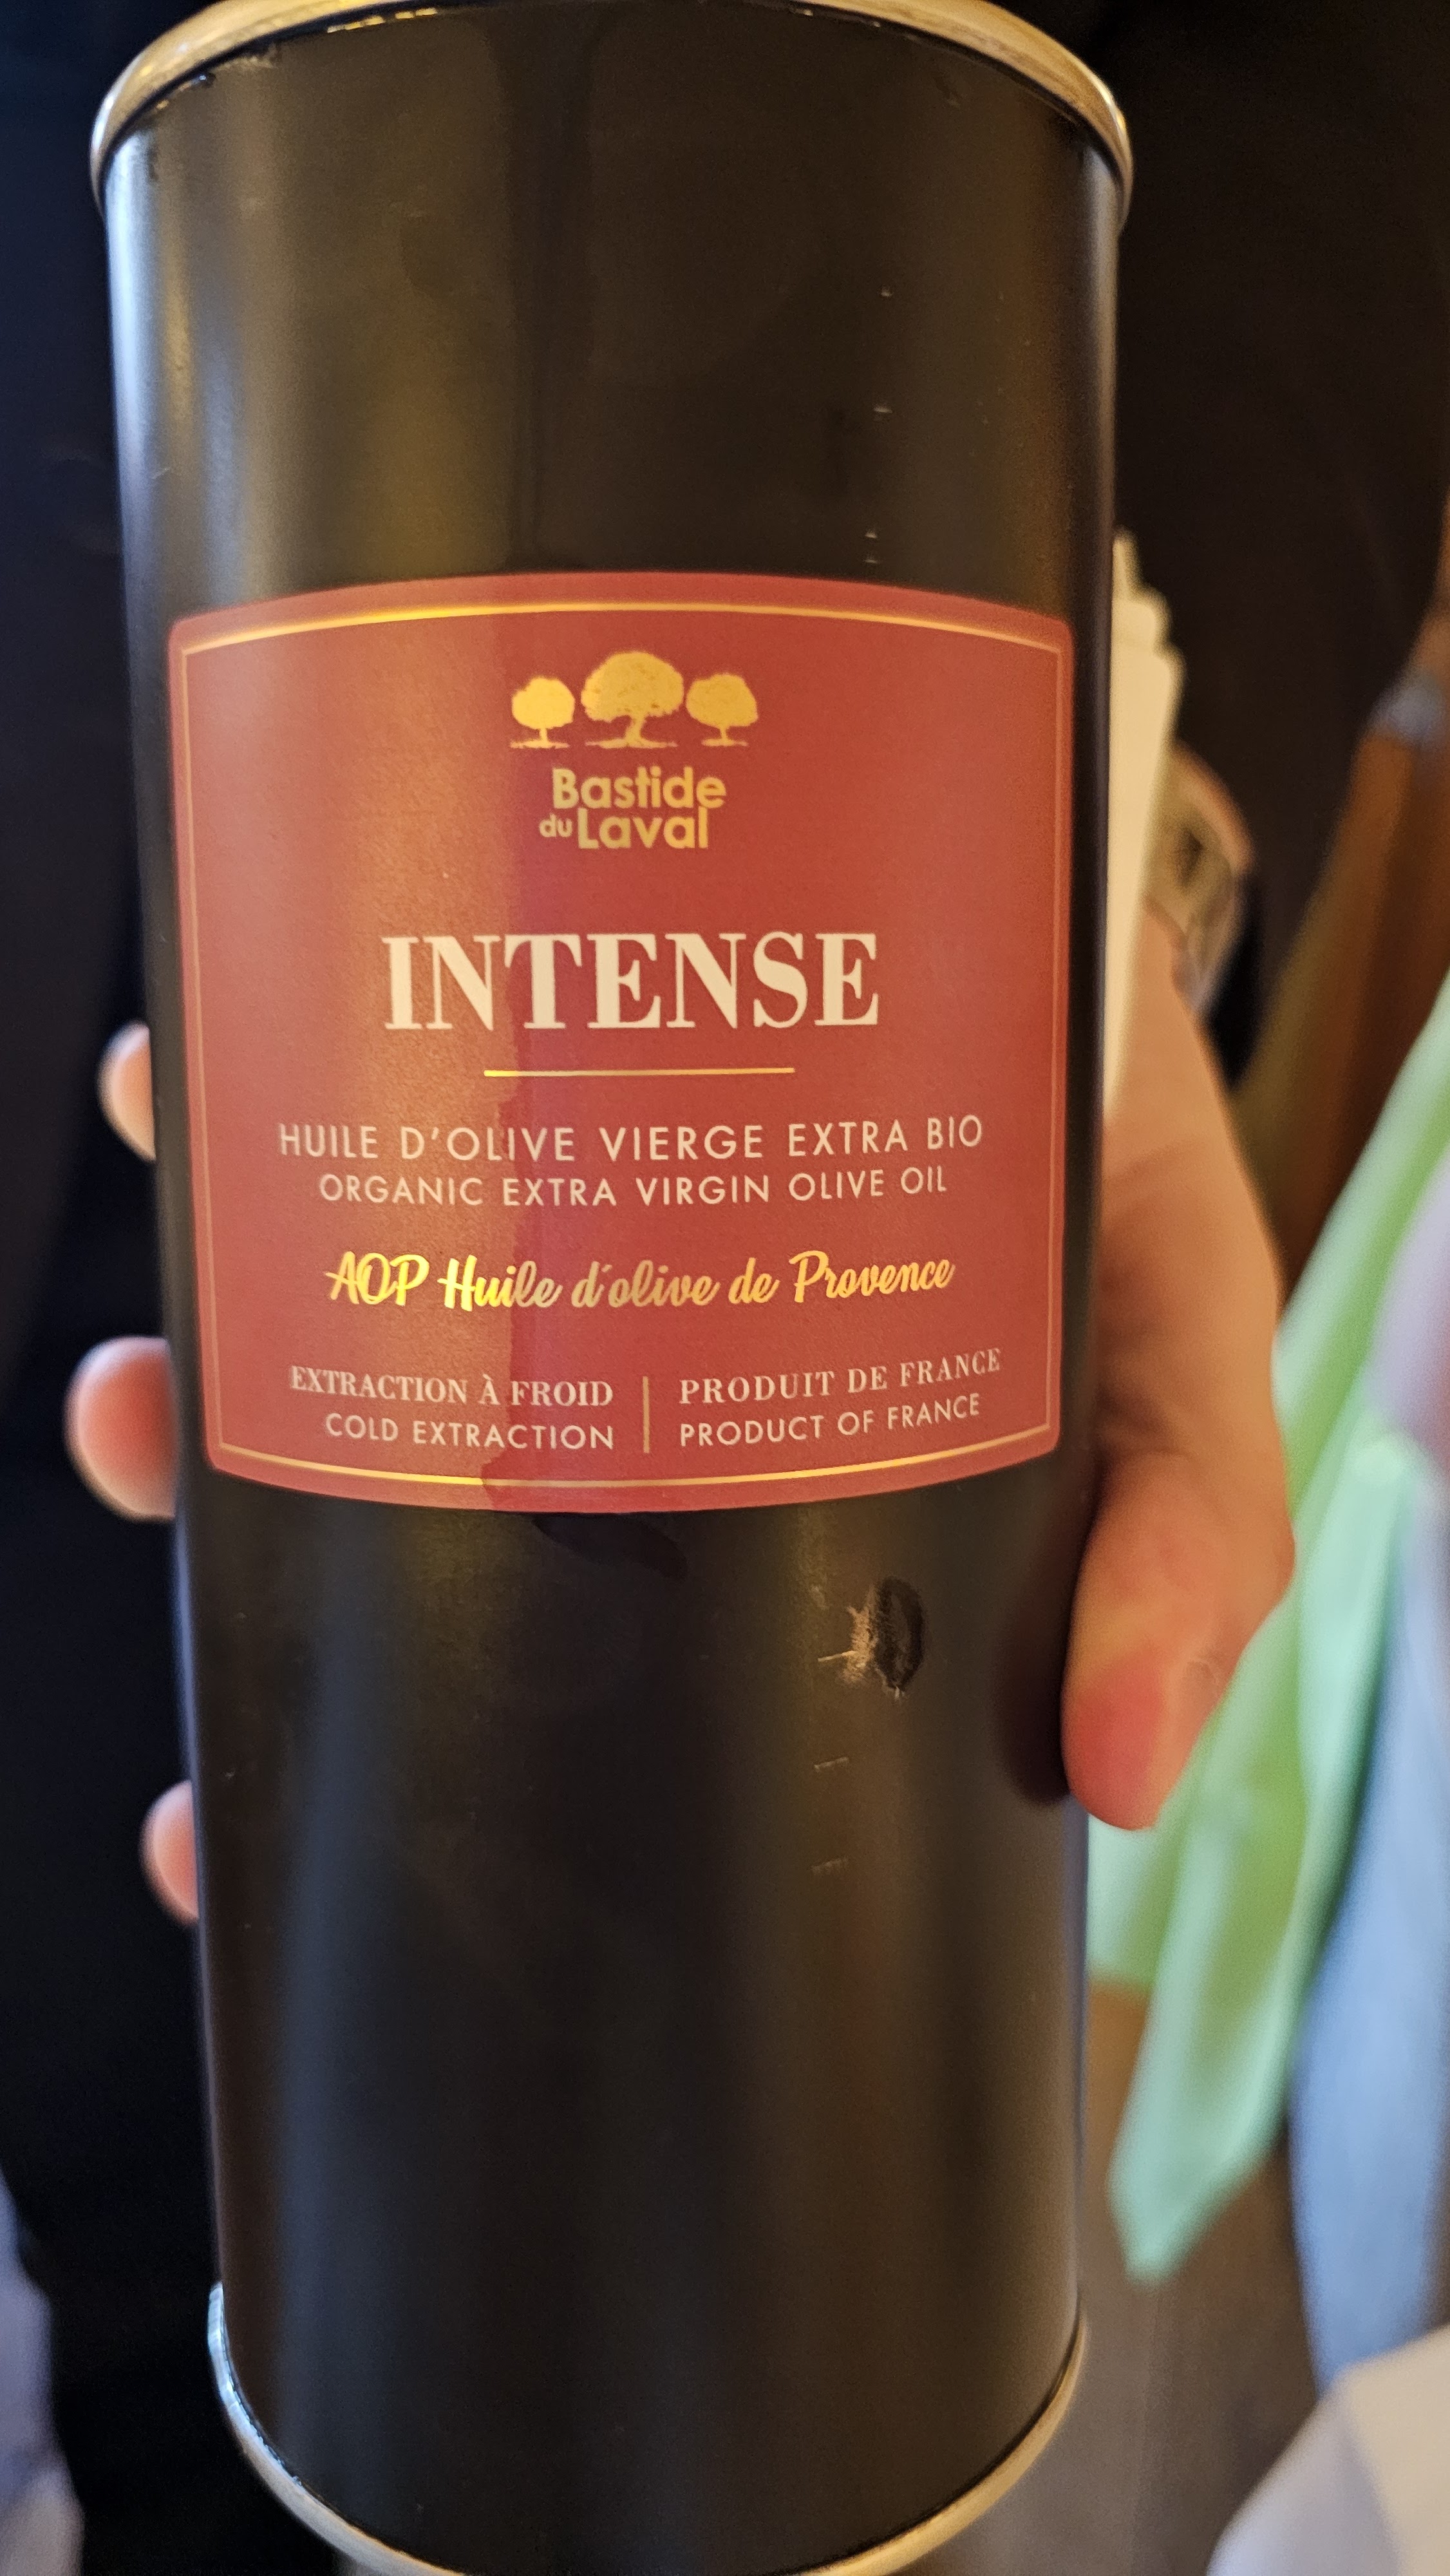 Bastide
du Laval
INTENSE
HUILE D'OLIVE VIERGE EXTRA BIO
ORGANIC EXTRA VIRGIN OLIVE OIL
AOP Huile d'olive de Provence
EXTRACTION À FROID
COLD EXTRACTION
PRODUIT DE FRANCE
PRODUCT OF FRANCE